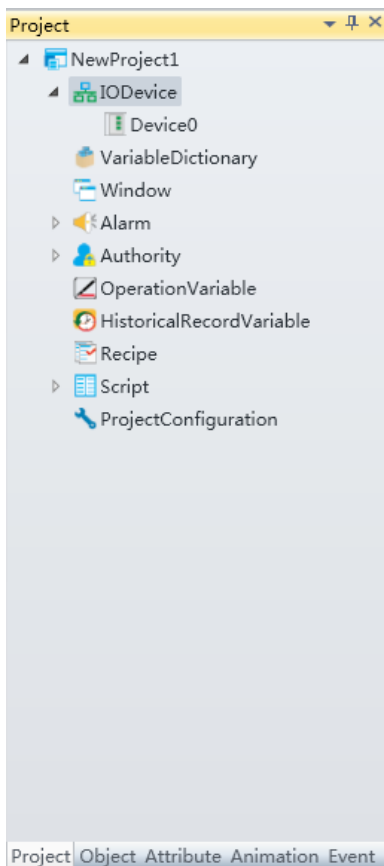 Project
NewProject1
IODevice
Device0
VariableDictionary
Window
Alarm
Authority
OperationVariable
HistoricalRecordVariable
Recipe
Script
ProjectConfiguration
Project Object Attribute Animation Event